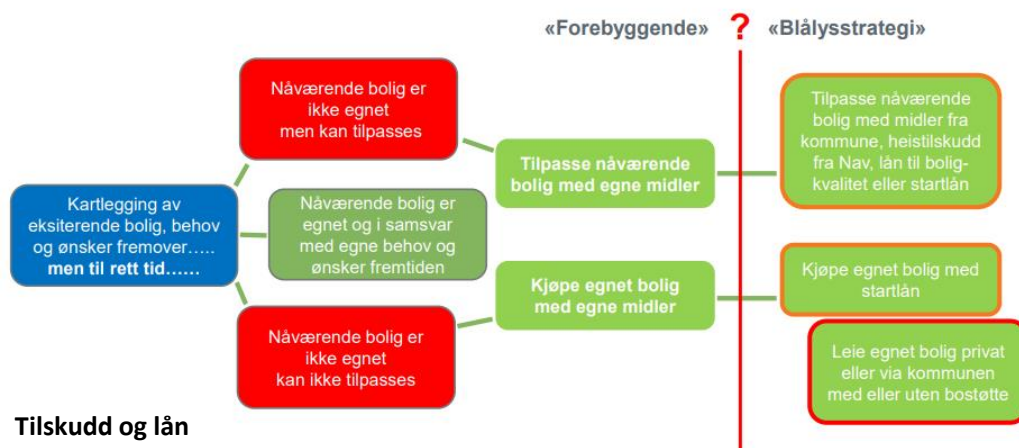 «Forebyggende»
?
«Blålysstrategi»
Nåværende bolig er
ikke egnet
men kan tilpasses
Tilpasse nåværende
bolig med midler fra
kommune, heistilskudd
fra Nav, lån til bolig-
kvalitet eller startlån
Tilpasse nåværende
bolig med egne midler
Kartlegging av
eksiterende bolig, behov
og ønsker fremover…..
men til rett tid……
Nåværende bolig er
egnet og i samsvar
med egne behov og
ønsker fremtiden
Kjøpe egnet bolig
med egne midler
Kjøpe egnet bolig med
startlån
Nåværende bolig er
ikke egnet
kan ikke tilpasses
Leie egnet bolig privat
eller via kommunen
med eller uten bostøtte
Tilskudd og lån